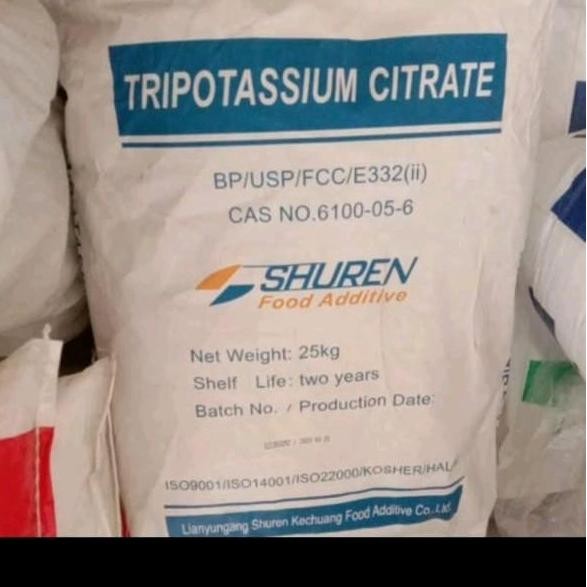 TRIPOTASSIUM CITRATE
BP/USP/FCC/E332(ii)
CAS NO.6100-05-6
SHUREN
Food Additive
Net Weight: 25kg
Shelf Life: two years
Batch No. / Production Date:
ISO9001/ISO14001/ISO22000/KOSHER/HAL
Lianyungang Shuren Kechuang Food Additive Co.,Ltd.